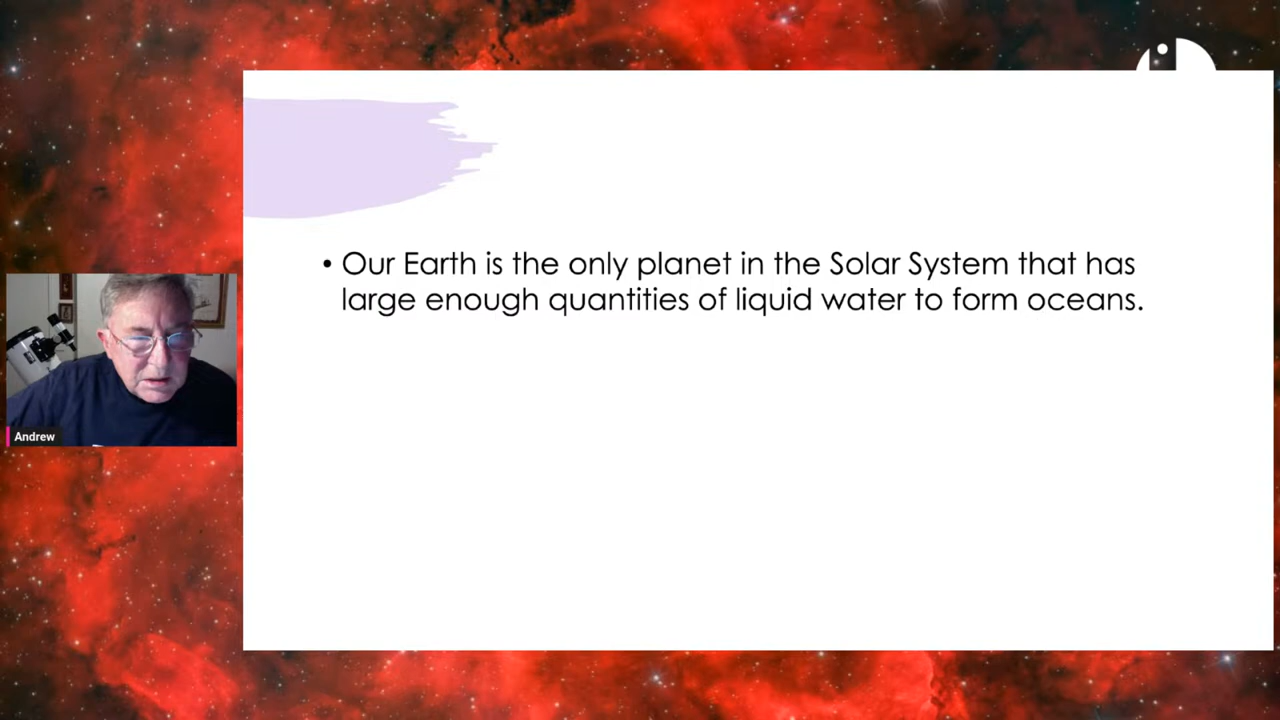 • Our Earth is the only planet in the Solar System that has
large enough quantities of liquid water to form oceans.
Andrew